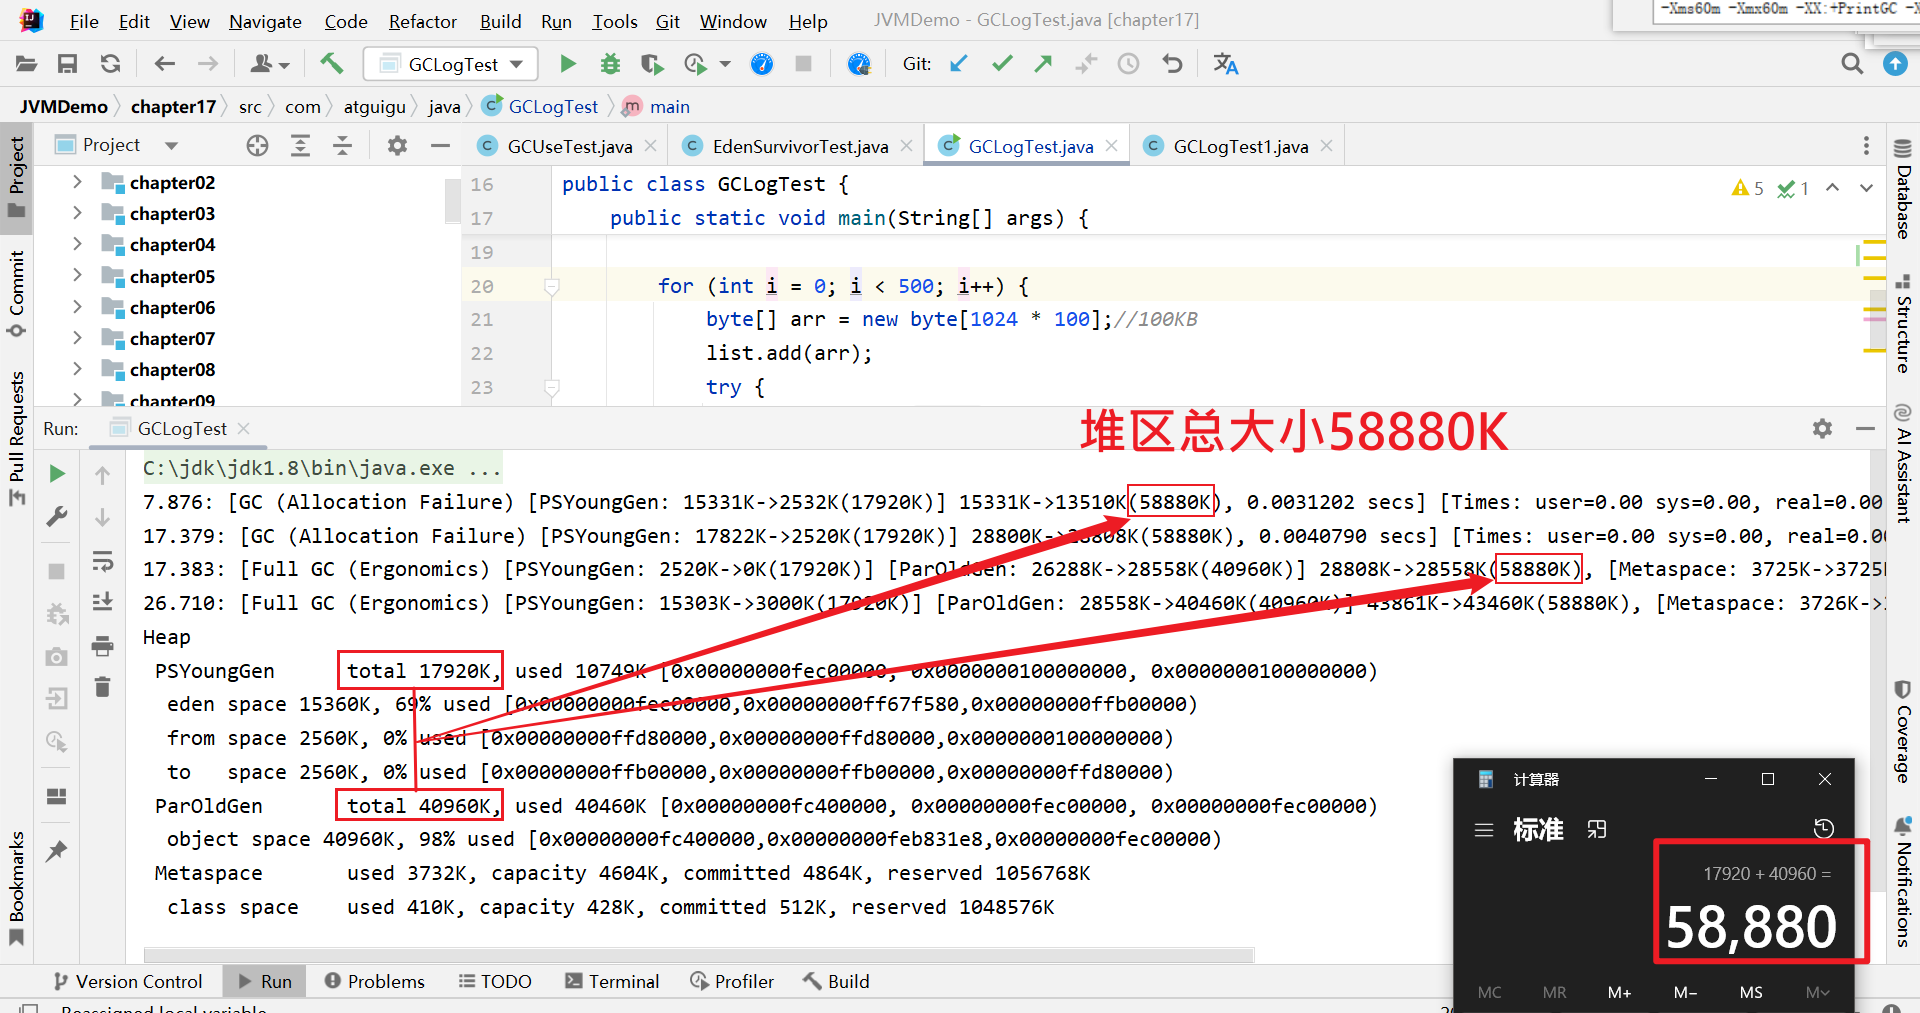 File Edit View Navigate Code Refactor Build Run Tools Git Window Help JVMDemo - GCLogTest.java [chapter17]
-Xms60m -Xmx60m -XX:+PrintGC
GCLogTest Git:
JVMDemo chapter17 src com atguigu java GCLogTest main
Project
GCUseTest.java EdenSurvivorTest.java GCLogTest.java GCLogTest1.java
chapter02
chapter03
chapter04
chapter05
chapter06
chapter07
chapter08
chapter09
16 public class GCLogTest {
17 public static void main(String[] args) {
19
20 for (int i = 0; i < 500; i++) {
21 byte[] arr = new byte[1024 * 100];//100KB
22 list.add(arr);
23 try {
5 1
Project
Commit
Pull Requests
Bookmarks
Database
Structure
AI Assistant
Coverage
Notifications
Run: GCLogTest
堆区总大小58880K
C:\jdk\jdk1.8\bin\java.exe ...
7.876: [GC (Allocation Failure) [PSYoungGen: 15331K->2532K(17920K)] 15331K->13510K(58880K), 0.0031202 secs] [Times: user=0.00 sys=0.00, real=0.00
17.379: [GC (Allocation Failure) [PSYoungGen: 17822K->2520K(17920K)] 28800K->28808K(58880K), 0.0040790 secs] [Times: user=0.00 sys=0.00, real=0.00
17.383: [Full GC (Ergonomics) [PSYoungGen: 2520K->0K(17920K)] [ParOldGen: 26288K->28558K(40960K)] 28808K->28558K(58880K), [Metaspace: 3725K->3725K
26.710: [Full GC (Ergonomics) [PSYoungGen: 15303K->3000K(17920K)] [ParOldGen: 28558K->40460K(40960K)] 43861K->43460K(58880K), [Metaspace: 3726K->
Heap
PSYoungGen total 17920K, used 10749K [0x00000000fec00000, 0x0000000100000000, 0x0000000100000000)
eden space 15360K, 69% used [0x00000000fec00000,0x00000000ff67f580,0x00000000ffb00000)
from space 2560K, 0% used [0x00000000ffd80000,0x00000000ffd80000,0x0000000100000000)
to space 2560K, 0% used [0x00000000ffb00000,0x00000000ffb00000,0x00000000ffd80000)
ParOldGen total 40960K, used 40460K [0x00000000fc400000, 0x00000000fec00000, 0x00000000fec00000)
object space 40960K, 98% used [0x00000000fc400000,0x00000000feb831e8,0x00000000fec00000)
Metaspace used 3732K, capacity 4604K, committed 4864K, reserved 1056768K
class space used 410K, capacity 428K, committed 512K, reserved 1048576K
计算器
标准
17920 + 40960 =
58,880
MC MR M+ M- MS M
Version Control Run Problems TODO Terminal Profiler Build
Reassigned local variable